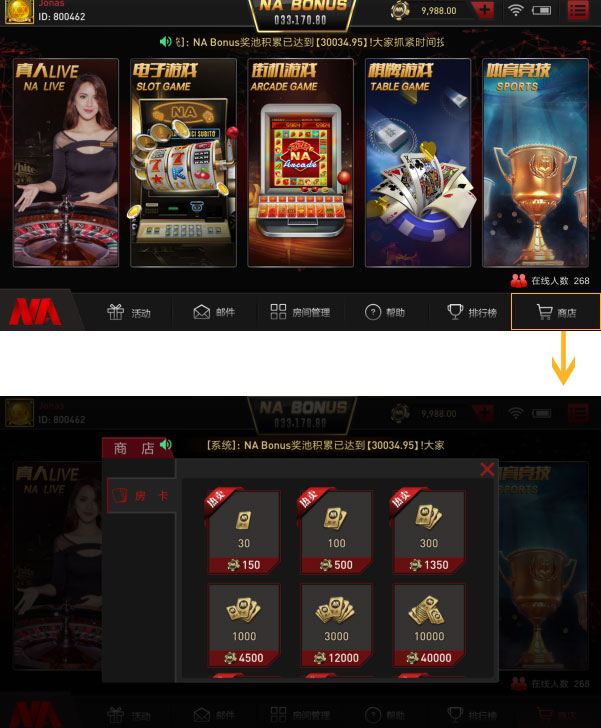 Jonas
ID: 800462
NA BONUS
033,170.80
9,988.00
: NA Bonus奖池积累已达到【30034.95】!大家抓紧时间
真人LIVE
NA LIVE
电子游戏
SLOT GAME
街机游戏
ARCADE GAME
棋牌游戏
TABLE GAME
体育竞技
SPORTS
NA
NA
Arcade
在线人数 268
NA
活动
邮件
房间管理
帮助
排行榜
商店
Jonas
ID: 800462
NA BONUS
033,170.80
9,988.00
商 店
[系统]: NA Bonus奖池积累已达到【30034.95】!大家
真人LIVE
NA LIVE
竞技
SPORTS
房 卡
热卖
热卖
热卖
30
100
300
150
500
1350
1000
3000
10000
4500
12000
40000
在线人数 268
NA
活动
邮件
房间管理
帮助
排行榜
商店